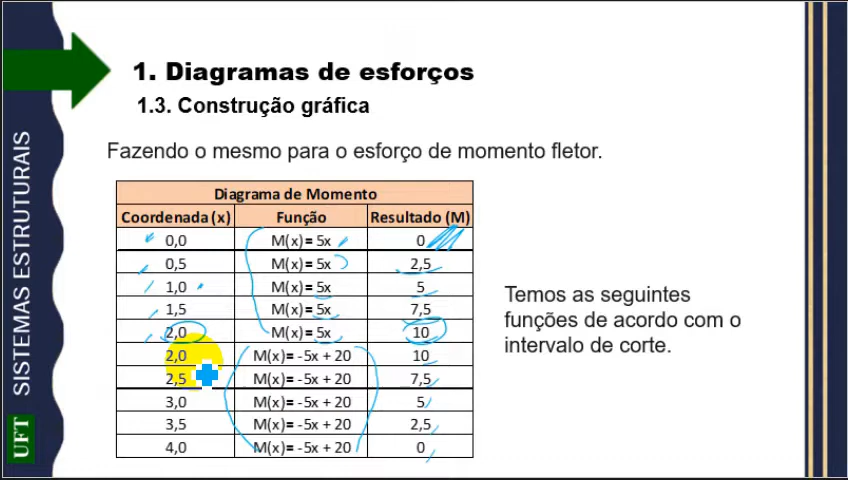 1. Diagramas de esforços
1.3. Construção gráfica
Fazendo o mesmo para o esforço de momento fletor.
Diagrama de Momento
Coordenada (x) Função Resultado (M)
0,0 M(x)= 5x 0
0,5 M(x)= 5x 2,5
1,0 M(x)= 5x 5
1,5 M(x)= 5x 7,5
2,0 M(x)= 5x 10
2,0 M(x)= -5x + 20 10
2,5 M(x)= -5x + 20 7,5
3,0 M(x)= -5x + 20 5
3,5 M(x)= -5x + 20 2,5
4,0 M(x)= -5x + 20 0
Temos as seguintes
funções de acordo com o
intervalo de corte.
SISTEMAS ESTRUTURAIS
UFT